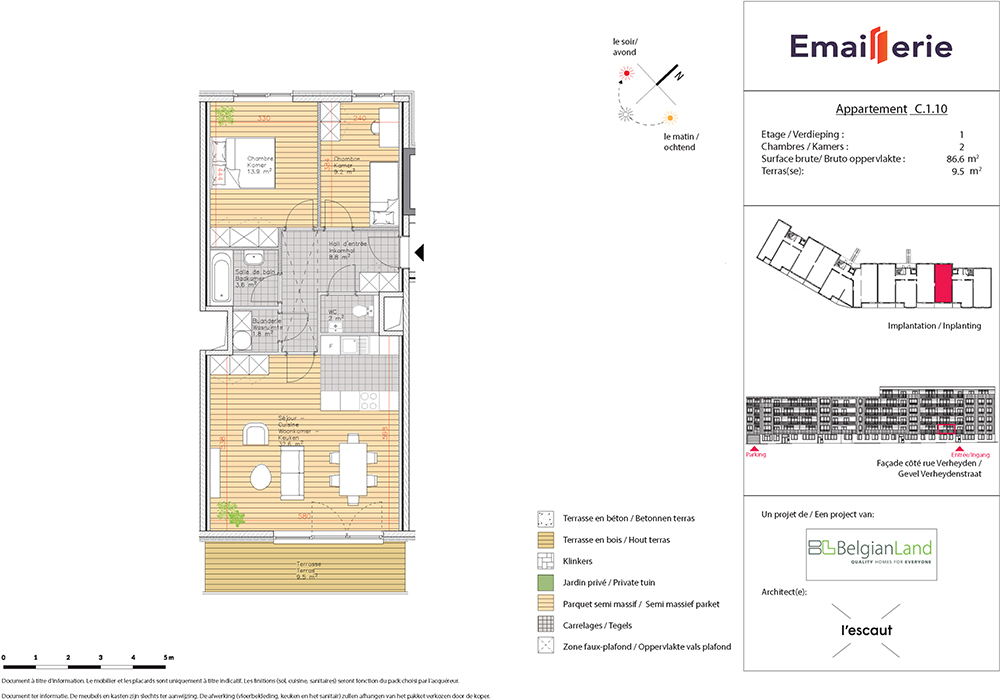 le soir/
avond
N
le matin /
ochtend
330
240
Chambre
Kamer
13.9 m²
444
Chambre
Kamer
9.2 m²
Hall d'entrée
Inkomhal
8.8 m²
Salle de bain
Badkamer
3.6 m²
Buanderie
Wasruimte
1.8 m²
WC
2 m²
F
Séjour –
Cuisine
Woonkamer –
Keuken
595
580
Terrasse
Terras
9.5 m²
Terrasse en béton / Betonnen terras
Terrasse en bois / Hout terras
Klinkers
Jardin privé / Private tuin
Parquet semi massif / Semi massief parket
Carrelages / Tegels
Zone faux-plafond / Oppervlakte vals plafond
0 1 2 3 4 5 m
Document à titre d'information. Le mobilier et les placards sont uniquement à titre indicatif. Les finitions (sol, cuisine, sanitaires) seront fonction du pack choisi par l'acquéreur.
Document ter informatie. De meubels en kasten zijn slechts ter aanwijzing. De afwerking (vloerbekleding, keuken en het sanitair) zullen afhangen van het pakket verkozen door de koper.
Emaillerie
Appartement C.1.10
Etage / Verdieping : 1
Chambres / Kamers : 2
Surface brute/ Bruto oppervlakte : 86.6 m²
Terras(se): 9.5 m²
Implantation / Inplanting
Parking
Entrée/Ingang
Façade côté rue Verheyden /
Gevel Verheydenstraat
Un projet de / Een project van:
BelgianLand
QUALITY HOMES FOR EVERYONE
Architect(e):
l'escaut